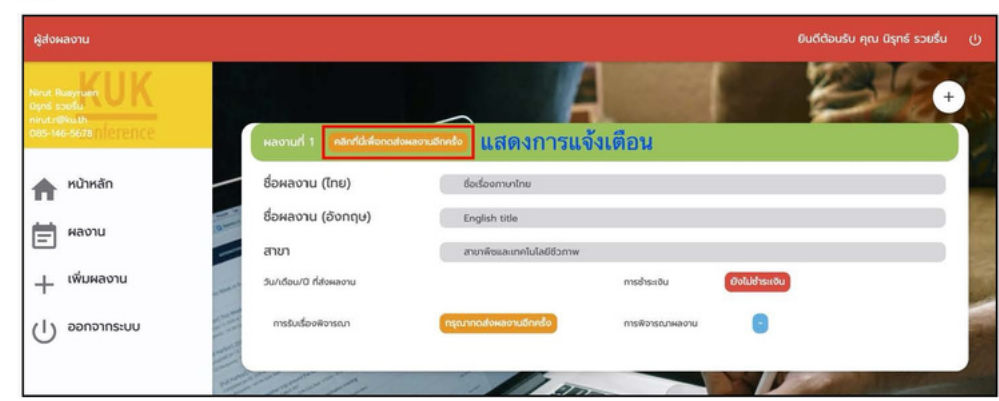 ผู้ส่งผลงาน
ยินดีต้อนรับ คุณ นิรุทธ์ รวยรื่น
KUK
Conference
Nirut Ruayruen
นิรุทธ์ รวยรื่น
nirut.r@ku.th
085-146-5678
หน้าหลัก
ผลงาน
เพิ่มผลงาน
ออกจากระบบ
ผลงานที่ 1 คลิกที่นี่เพื่อกดส่งผลงานอีกครั้ง แสดงการแจ้งเตือน
ชื่อผลงาน (ไทย) ชื่อเรื่องภาษาไทย
ชื่อผลงาน (อังกฤษ) English title
สาขา สาขาพืชและเทคโนโลยีชีวภาพ
วัน/เดือน/ปี ที่ส่งผลงาน การชำระเงิน ยังไม่ชำระเงิน
การรับเรื่องพิจารณา กรุณากดส่งผลงานอีกครั้ง การพิจารณาผลงาน -